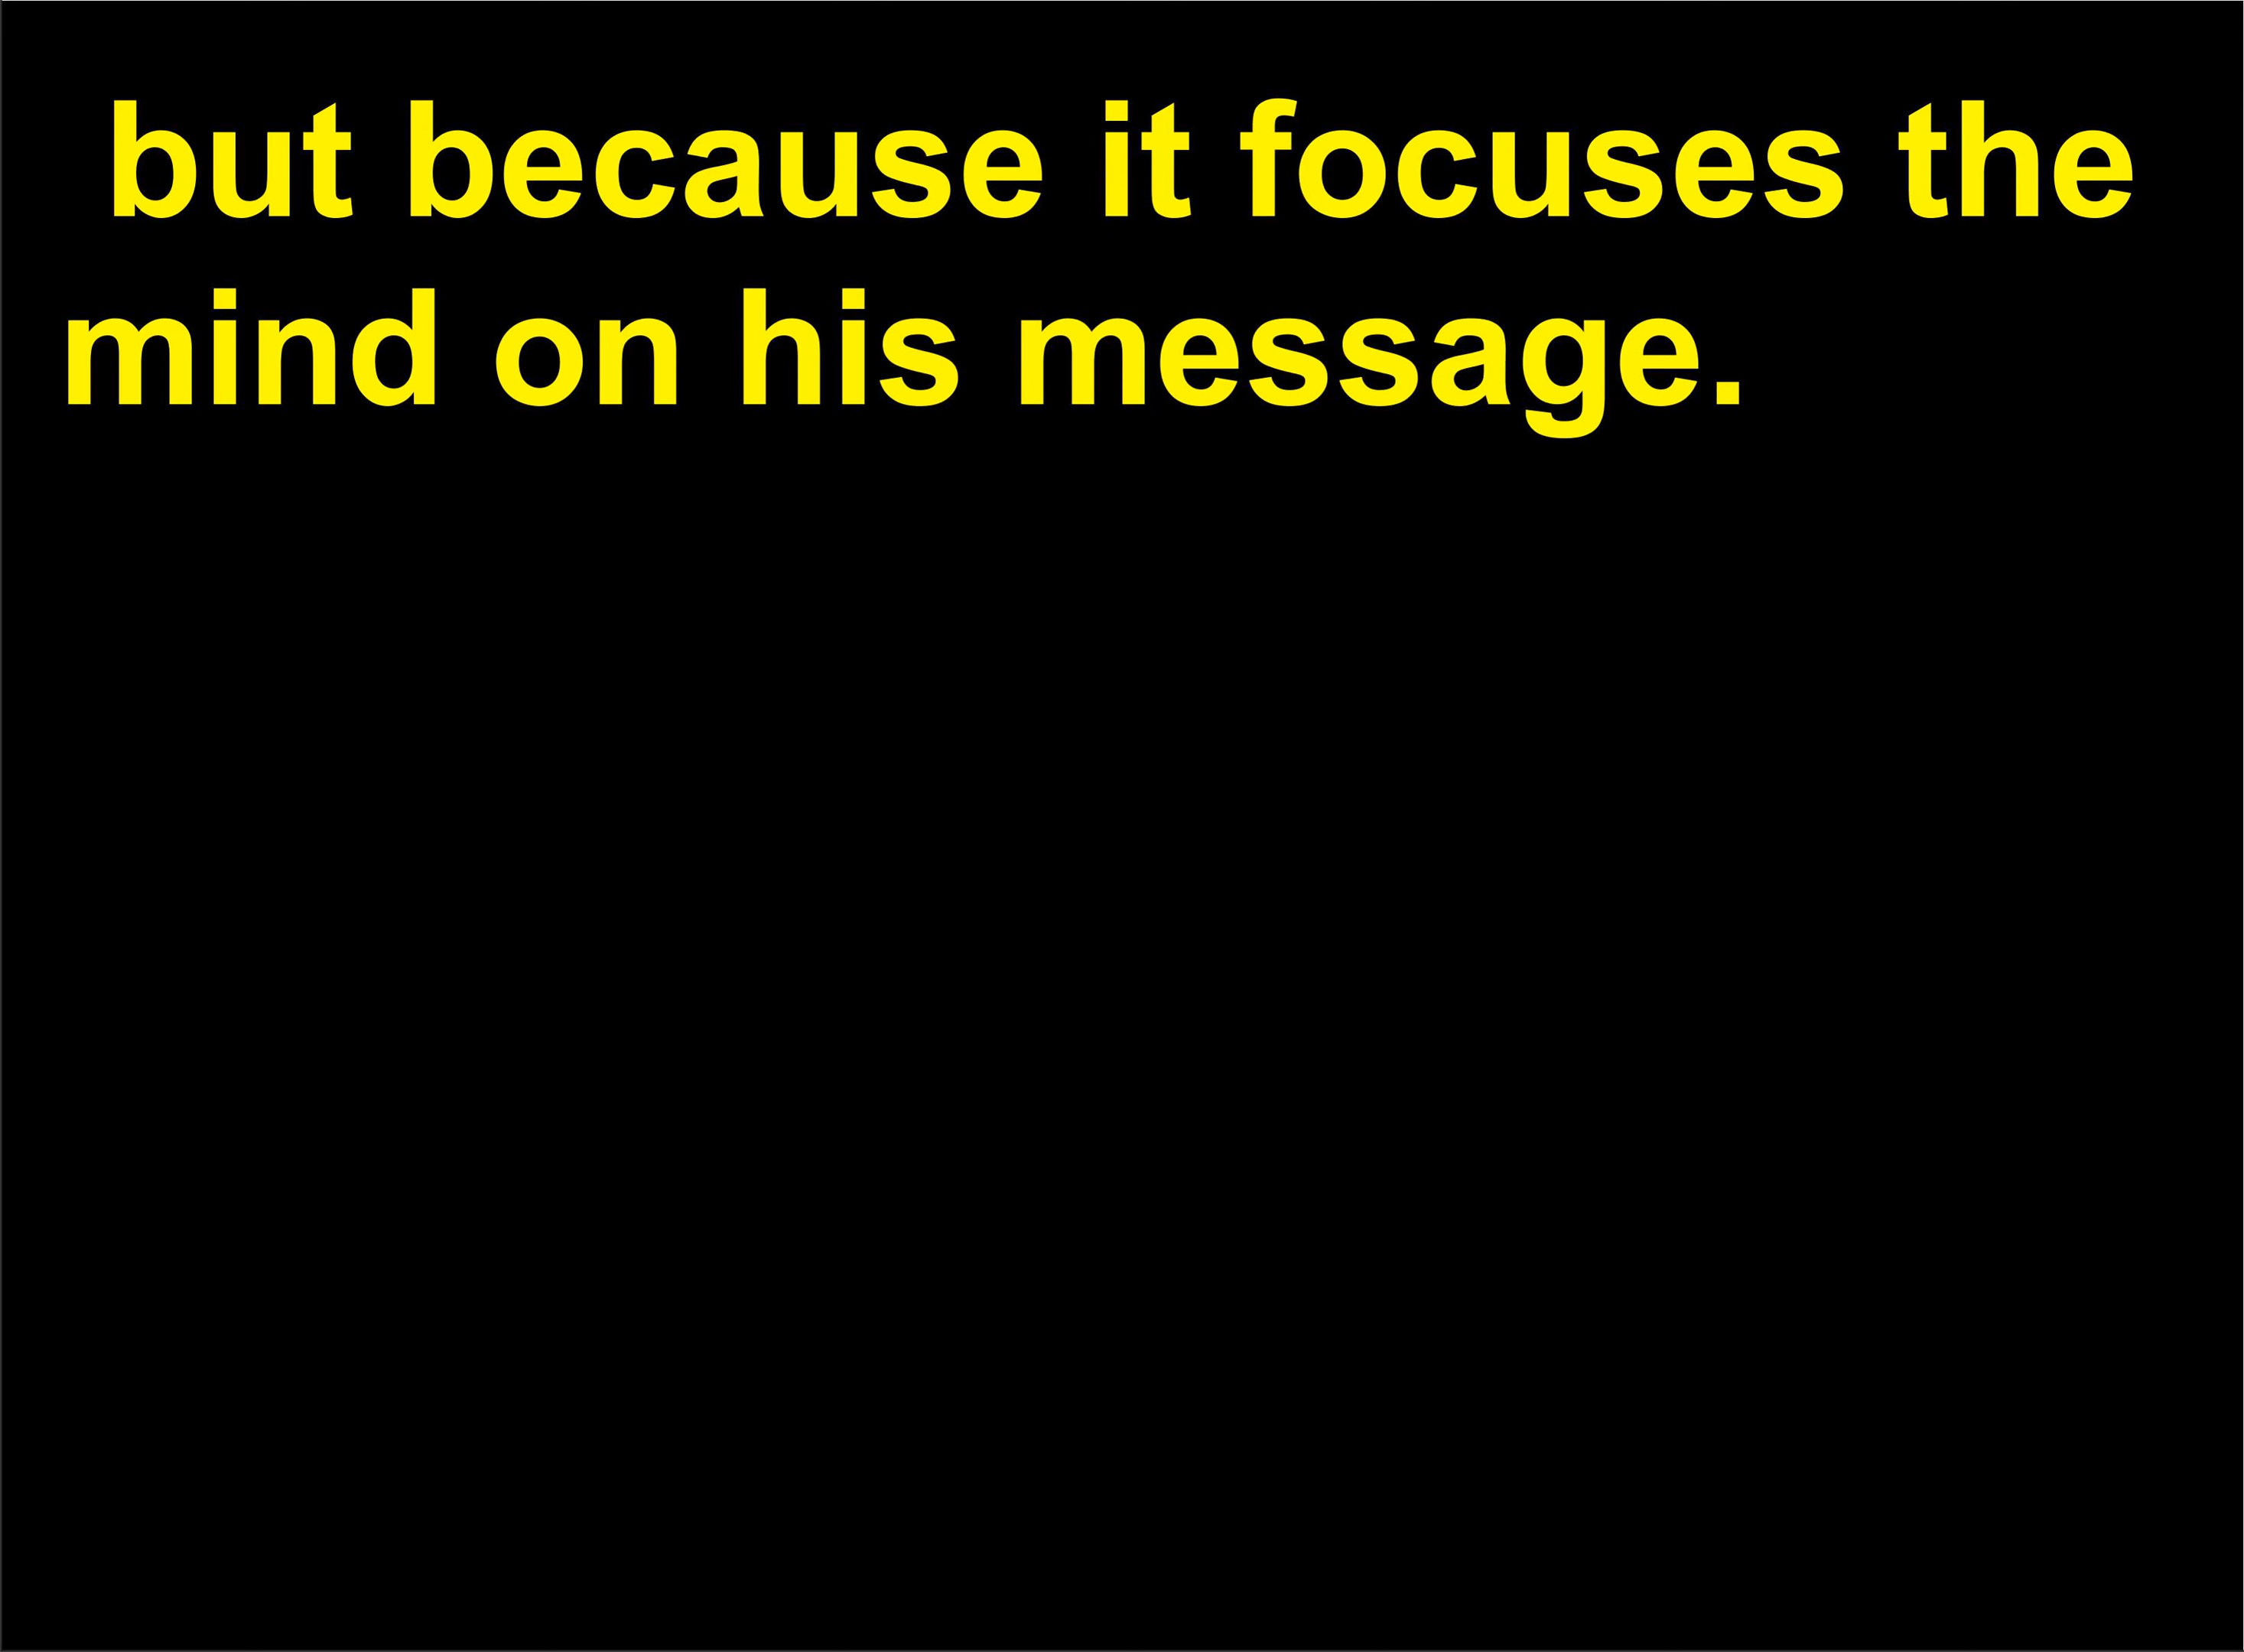 but because it focuses the
mind on his message.